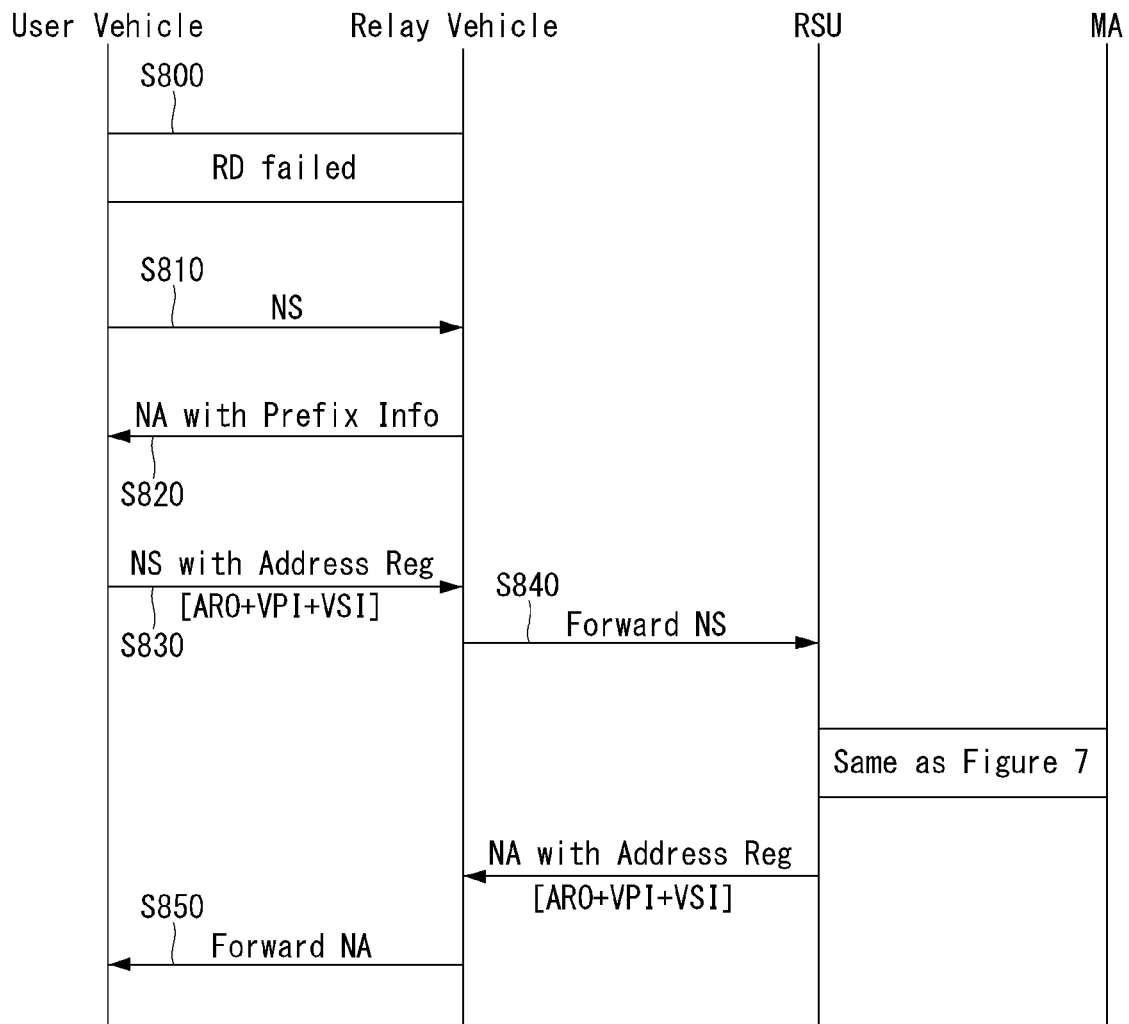 User Vehicle
Relay Vehicle
RSU
MA
S800
RD failed
S810
NS
NA with Prefix Info
S820
NS with Address Reg
[ARO+VPI+VSI]
S830
S840
Forward NS
Same as Figure 7
NA with Address Reg
[ARO+VPI+VSI]
S850
Forward NA